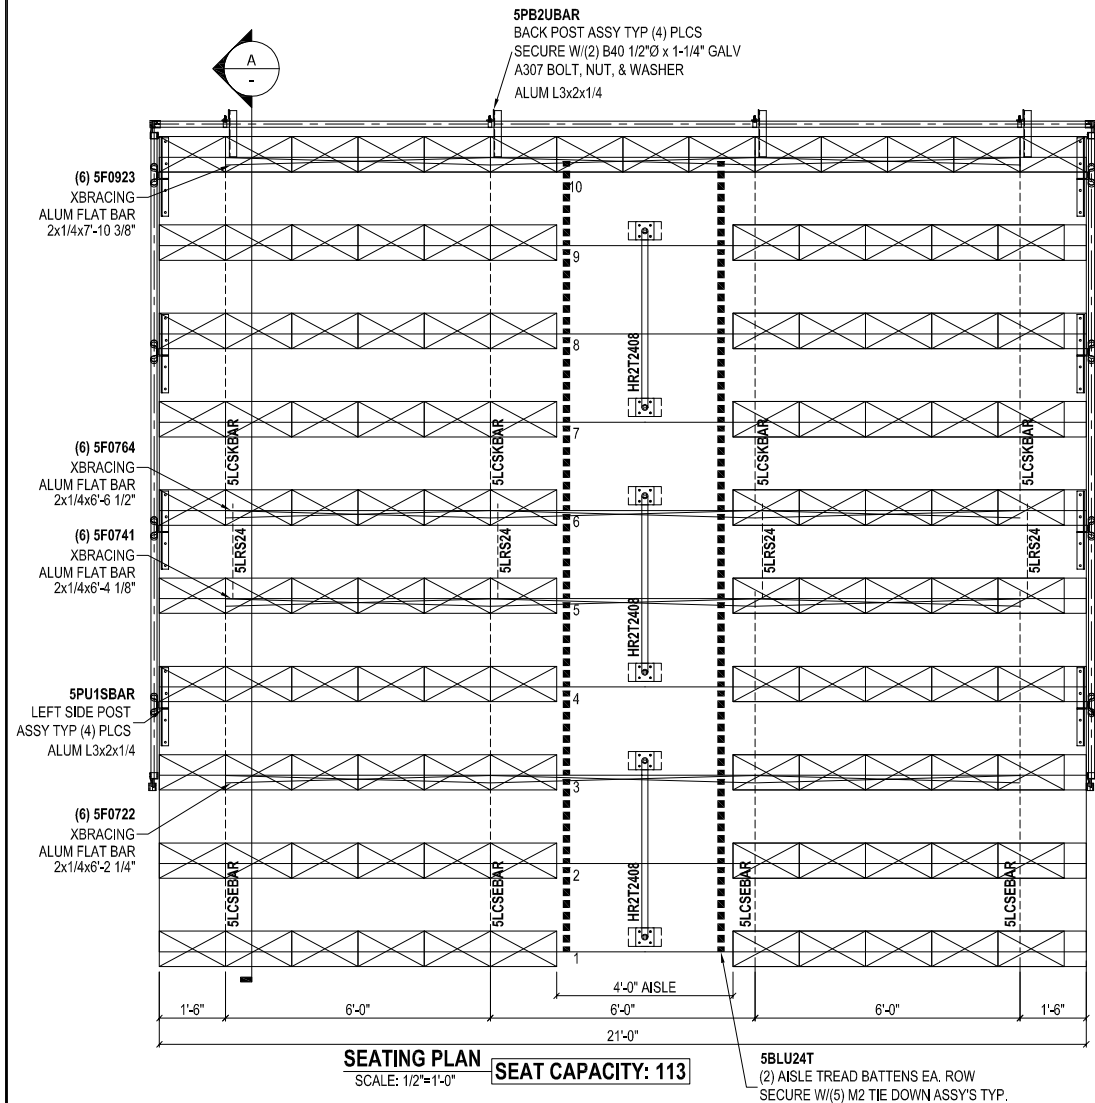 5PB2UBAR
BACK POST ASSY TYP (4) PLCS
SECURE W/(2) B40 1/2"Ø x 1-1/4" GALV
A307 BOLT, NUT, & WASHER
ALUM L3x2x1/4
A
-
(6) 5F0923
XBRACING
ALUM FLAT BAR
2x1/4x7'-10 3/8"
10
9
8
HR2T2408
7
(6) 5F0764
XBRACING
ALUM FLAT BAR
2x1/4x6'-6 1/2"
5LCSKBAR
5LCSKBAR
5LCSKBAR
5LCSKBAR
6
(6) 5F0741
XBRACING
ALUM FLAT BAR
2x1/4x6'-4 1/8"
5LRS24
5LRS24
5LRS24
5LRS24
5
HR2T2408
5PU1SBAR
LEFT SIDE POST
ASSY TYP (4) PLCS
ALUM L3x2x1/4
4
3
(6) 5F0722
XBRACING
ALUM FLAT BAR
2x1/4x6'-2 1/4"
2
5LCSEBAR
5LCSEBAR
HR2T2408
5LCSEBAR
5LCSEBAR
1
4'-0" AISLE
1'-6"
6'-0"
6'-0"
6'-0"
1'-6"
21'-0"
SEATING PLAN
SCALE: 1/2"=1'-0"
SEAT CAPACITY: 113
5BLU24T
(2) AISLE TREAD BATTENS EA. ROW
SECURE W/(5) M2 TIE DOWN ASSY'S TYP.